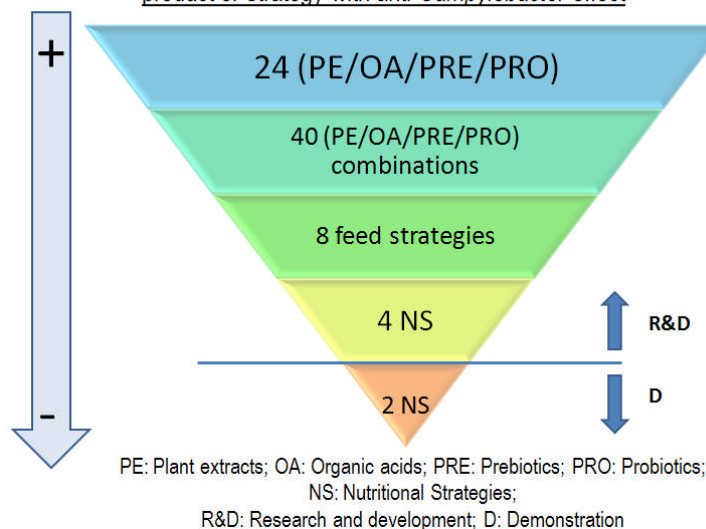 product or strategy with anti-Campylobacter effect
+
24 (PE/OA/PRE/PRO)
40 (PE/OA/PRE/PRO)
combinations
8 feed strategies
4 NS
R&D
2 NS
D
-
PE: Plant extracts; OA: Organic acids; PRE: Prebiotics; PRO: Probiotics;
NS: Nutritional Strategies;
R&D: Research and development; D: Demonstration